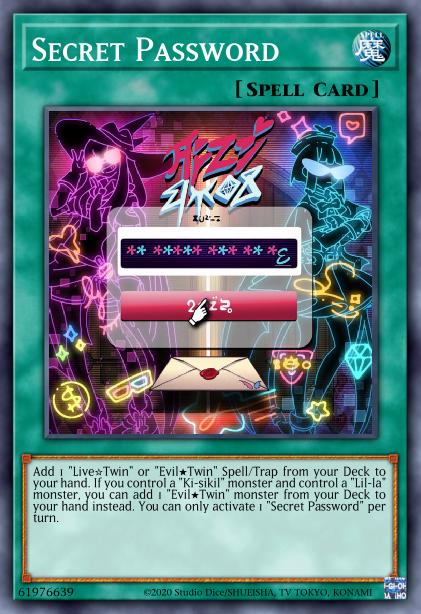 Secret Password
SPELL
魔
[Spell Card]
** ***** *** ** *
Add 1 "Live☆Twin" or "Evil★Twin" Spell/Trap from your Deck to
your hand. If you control a "Ki-sikil" monster and control a "Lil-la"
monster, you can add 1 "Evil★Twin" monster from your Deck to
your hand instead. You can only activate 1 "Secret Password" per
turn.
61976639
©2020 Studio Dice/SHUEISHA, TV TOKYO, KONAMI